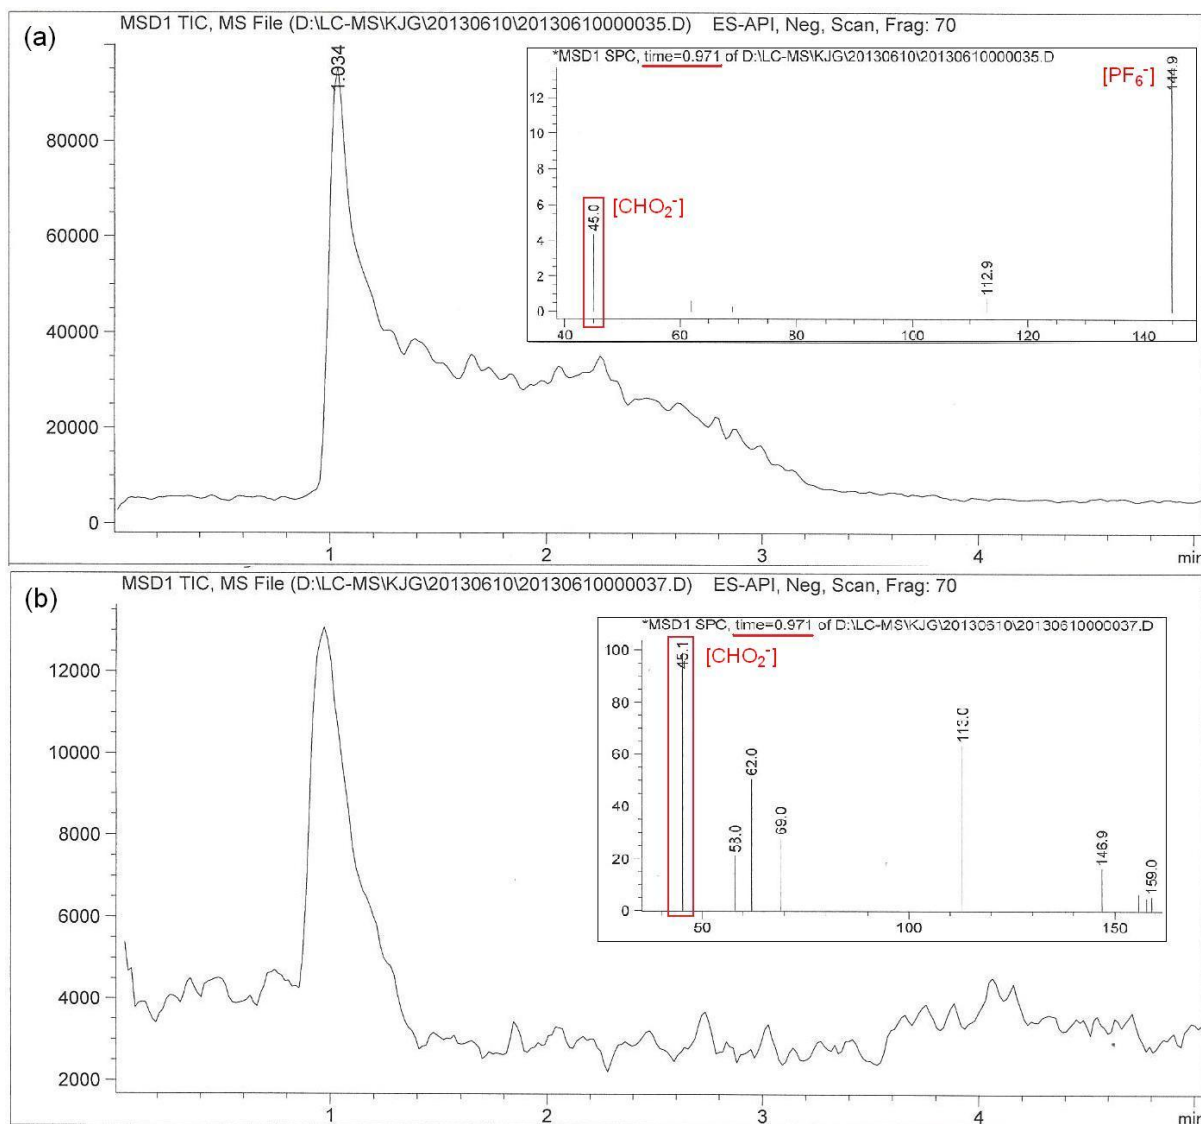 (a)
MSD1 TIC, MS File (D:\LC-MS\KJG\20130610\20130610000035.D) ES-API, Neg, Scan, Frag: 70
1.034
80000
60000
40000
20000
0
1 2 3 4 min
*MSD1 SPC, time=0.971 of D:\LC-MS\KJG\20130610\20130610000035.D
[PF6-]
144.9
[CHO2-]
45.0
112.9
12
10
8
6
4
2
0
40 60 80 100 120 140
(b)
MSD1 TIC, MS File (D:\LC-MS\KJG\20130610\20130610000037.D) ES-API, Neg, Scan, Frag: 70
12000
10000
8000
6000
4000
2000
1 2 3 4 min
*MSD1 SPC, time=0.971 of D:\LC-MS\KJG\20130610\20130610000037.D
[CHO2-]
45.1
58.0
62.0
69.0
113.0
146.9
159.0
100
80
60
40
20
0
50 100 150